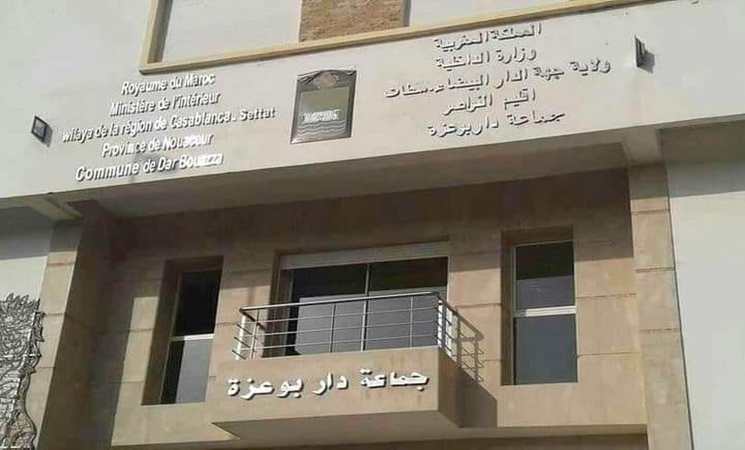 Royaume du Maroc
Ministère de l'intérieur
wilaya de la région de Casablanca - Settat
Province de Nouaceur
Commune de Dar Bouazza
المملكة المغربية
وزارة الداخلية
ولاية جهة الدار البيضاء - سطات
اقليم النواصر
جماعة دار بوعزة
جماعة دار بوعزة